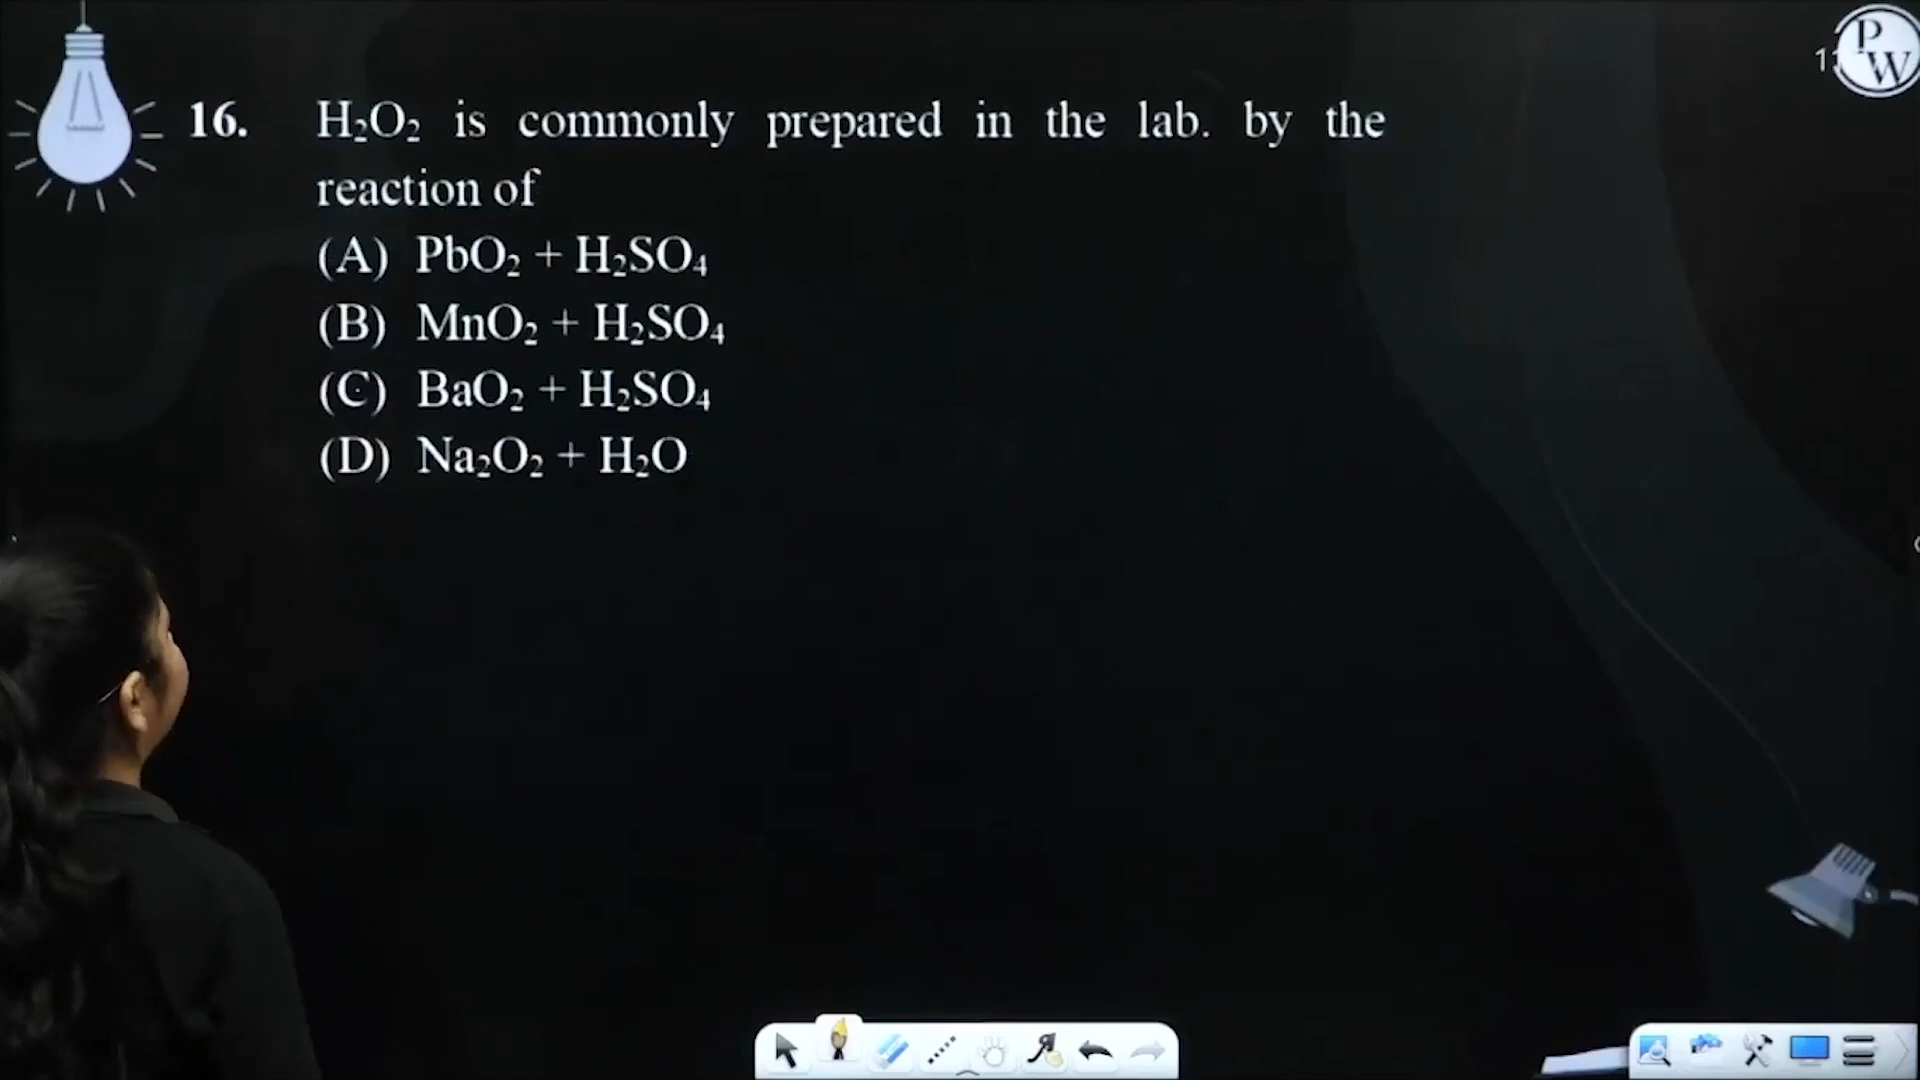 16. H₂O₂ is commonly prepared in the lab. by the
reaction of
(A) PbO₂ + H₂SO₄
(B) MnO₂ + H₂SO₄
(C) BaO₂ + H₂SO₄
(D) Na₂O₂ + H₂O
PW